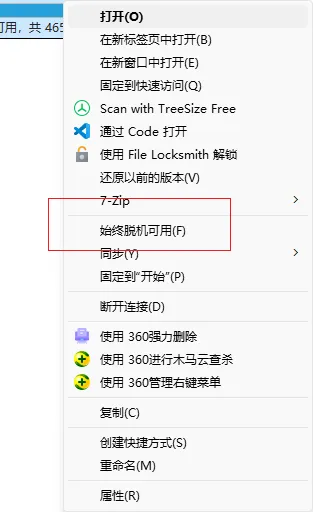 打开(O)
可用，共 465
在新标签页中打开(B)
在新窗口中打开(E)
固定到快速访问(Q)
Scan with TreeSize Free
通过 Code 打开
使用 File Locksmith 解锁
还原以前的版本(V)
7-Zip
始终脱机可用(F)
同步(Y)
固定到"开始"(P)
断开连接(D)
使用 360强力删除
使用 360进行木马云查杀
使用 360管理右键菜单
复制(C)
创建快捷方式(S)
重命名(M)
属性(R)